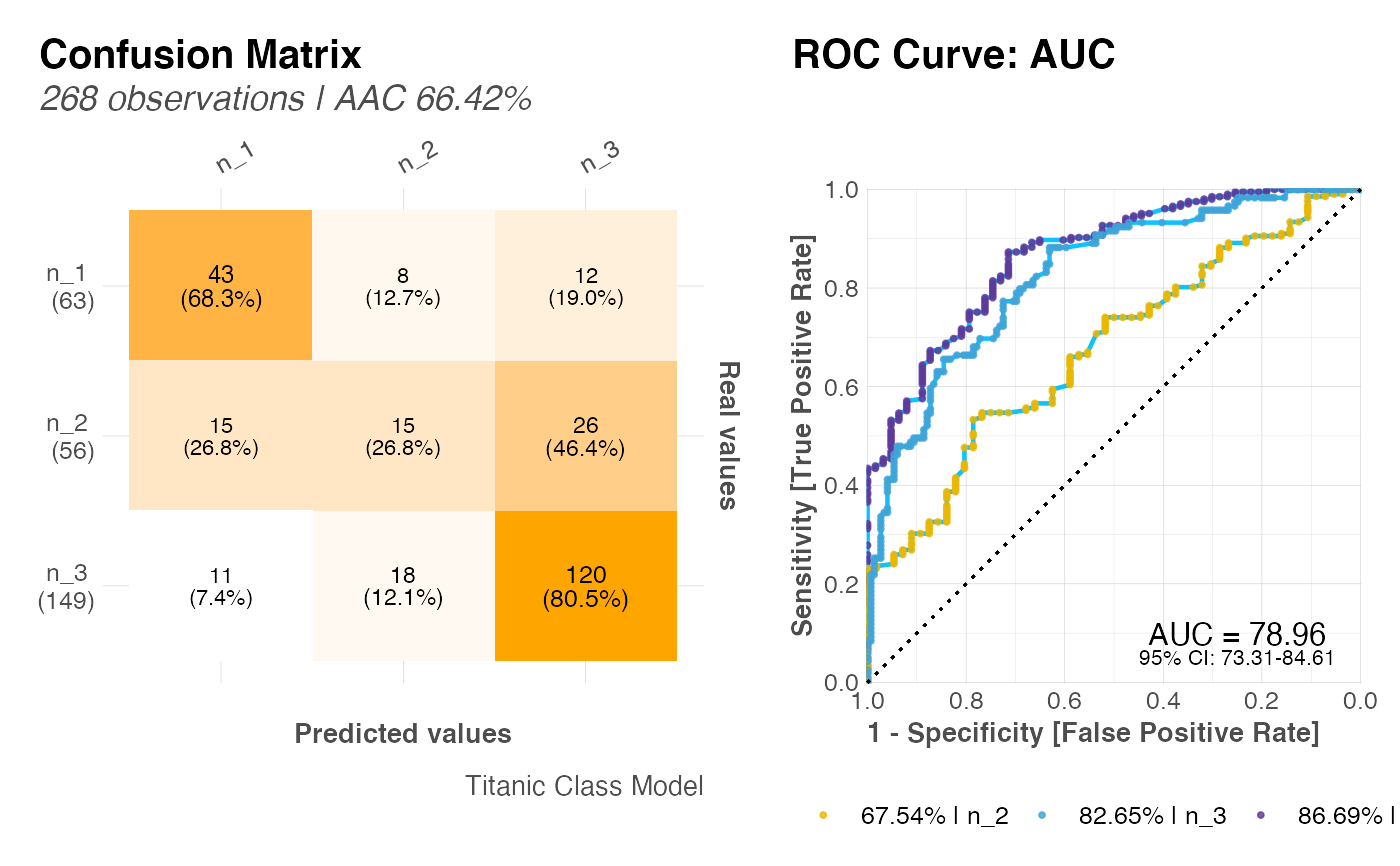 Confusion Matrix
268 observations | AAC 66.42%
n_1
n_2
n_3
n_1
(63)
43
(68.3%)
8
(12.7%)
12
(19.0%)
n_2
(56)
15
(26.8%)
15
(26.8%)
26
(46.4%)
n_3
(149)
11
(7.4%)
18
(12.1%)
120
(80.5%)
Real values
Predicted values
Titanic Class Model
ROC Curve: AUC
Sensitivity [True Positive Rate]
1.0
0.8
0.6
0.4
0.2
0.0
AUC = 78.96
95% CI: 73.31-84.61
1.0
0.8
0.6
0.4
0.2
0.0
1 - Specificity [False Positive Rate]
67.54% | n_2
82.65% | n_3
86.69% |